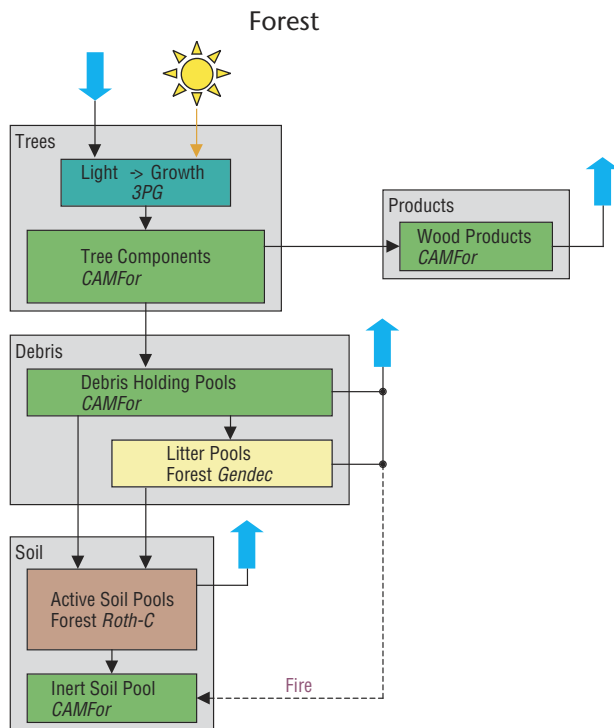 Forest
Trees
Light -> Growth
3PG
Tree Components
CAMFor
Products
Wood Products
CAMFor
Debris
Debris Holding Pools
CAMFor
Litter Pools
Forest Gendec
Soil
Active Soil Pools
Forest Roth-C
Inert Soil Pool
CAMFor
Fire